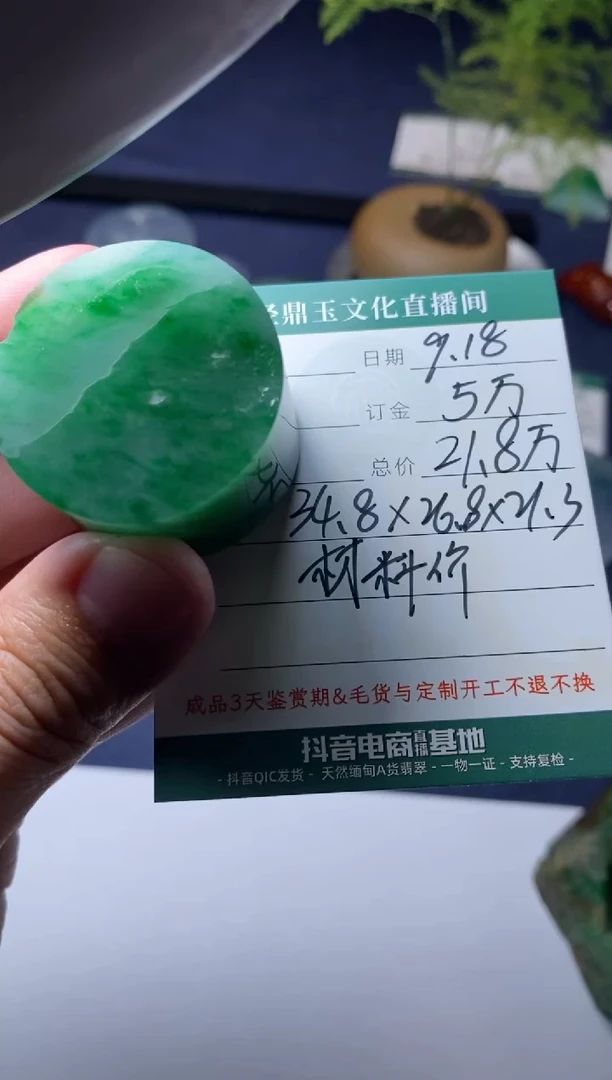 鼎玉文化直播间
日期 9.18
订金 5万
总价 21.8万
34.8×26.8×21.3
材料价
成品3天鉴赏期&毛货与定制开工不退不换
抖音电商直播基地
- 抖音QIC发货 - 天然缅甸A货翡翠 - 一物一证 - 支持复检 -